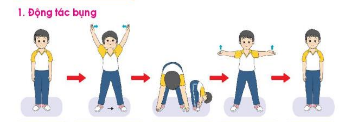 1. Động tác bụng